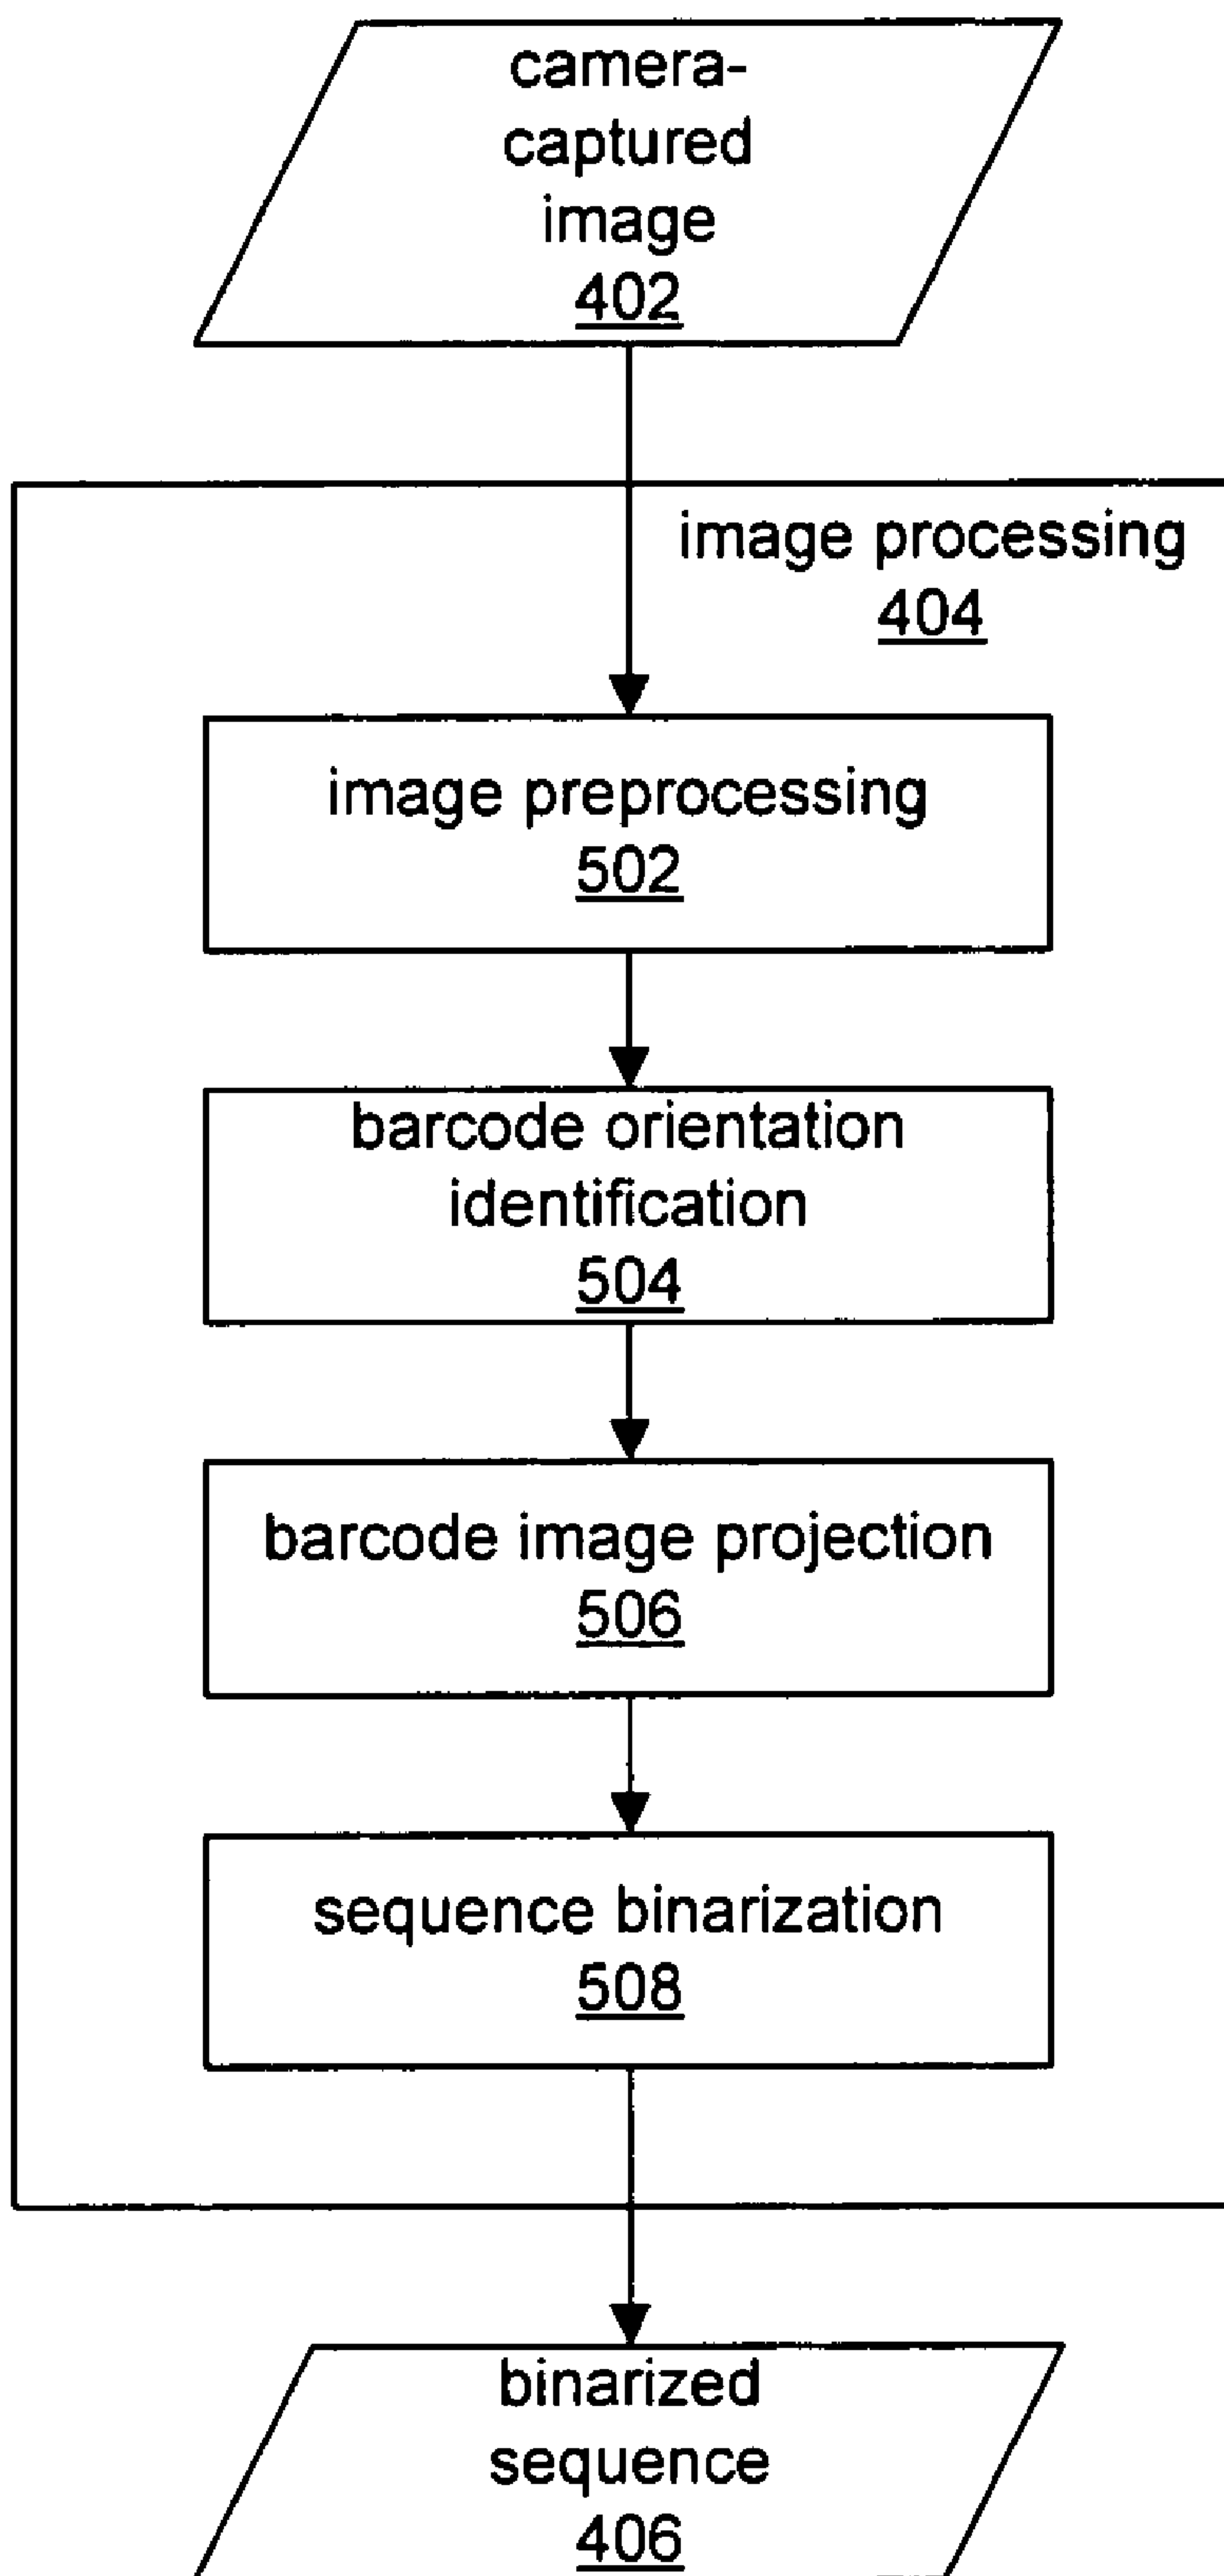 camera-
captured
image
402
image processing
404
image preprocessing
502
barcode orientation
identification
504
barcode image projection
506
sequence binarization
508
binarized
sequence
406